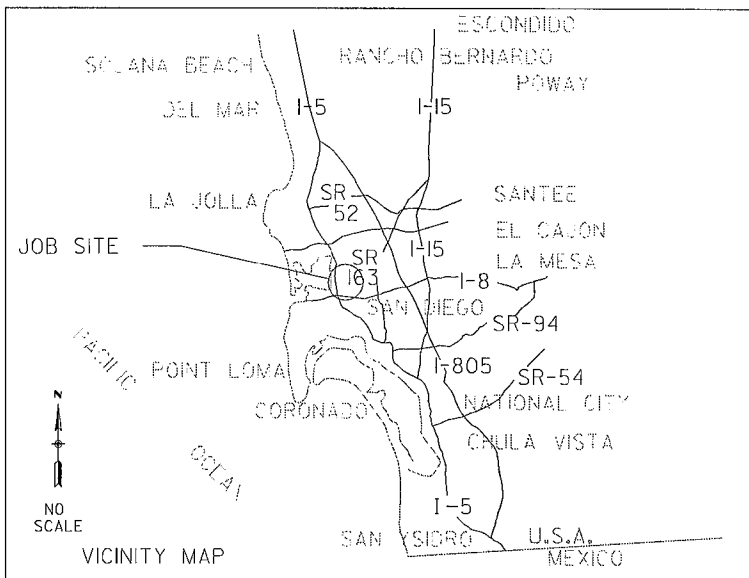 ESCONDIDO
RANCHO BERNARDO
SOLANA BEACH
POWAY
I-5
I-15
DEL MAR
SR
52
SANTEE
LA JOLLA
EL CAJON
JOB SITE
SR
163
I-15
LA MESA
I-8
SAN DIEGO
SR-94
PACIFIC
POINT LOMA
I-805
SR-54
CORONADO
NATIONAL CITY
N
CHULA VISTA
OCEAN
NO
SCALE
I-5
SAN YSIDRO
U.S.A.
VICINITY MAP
MEXICO